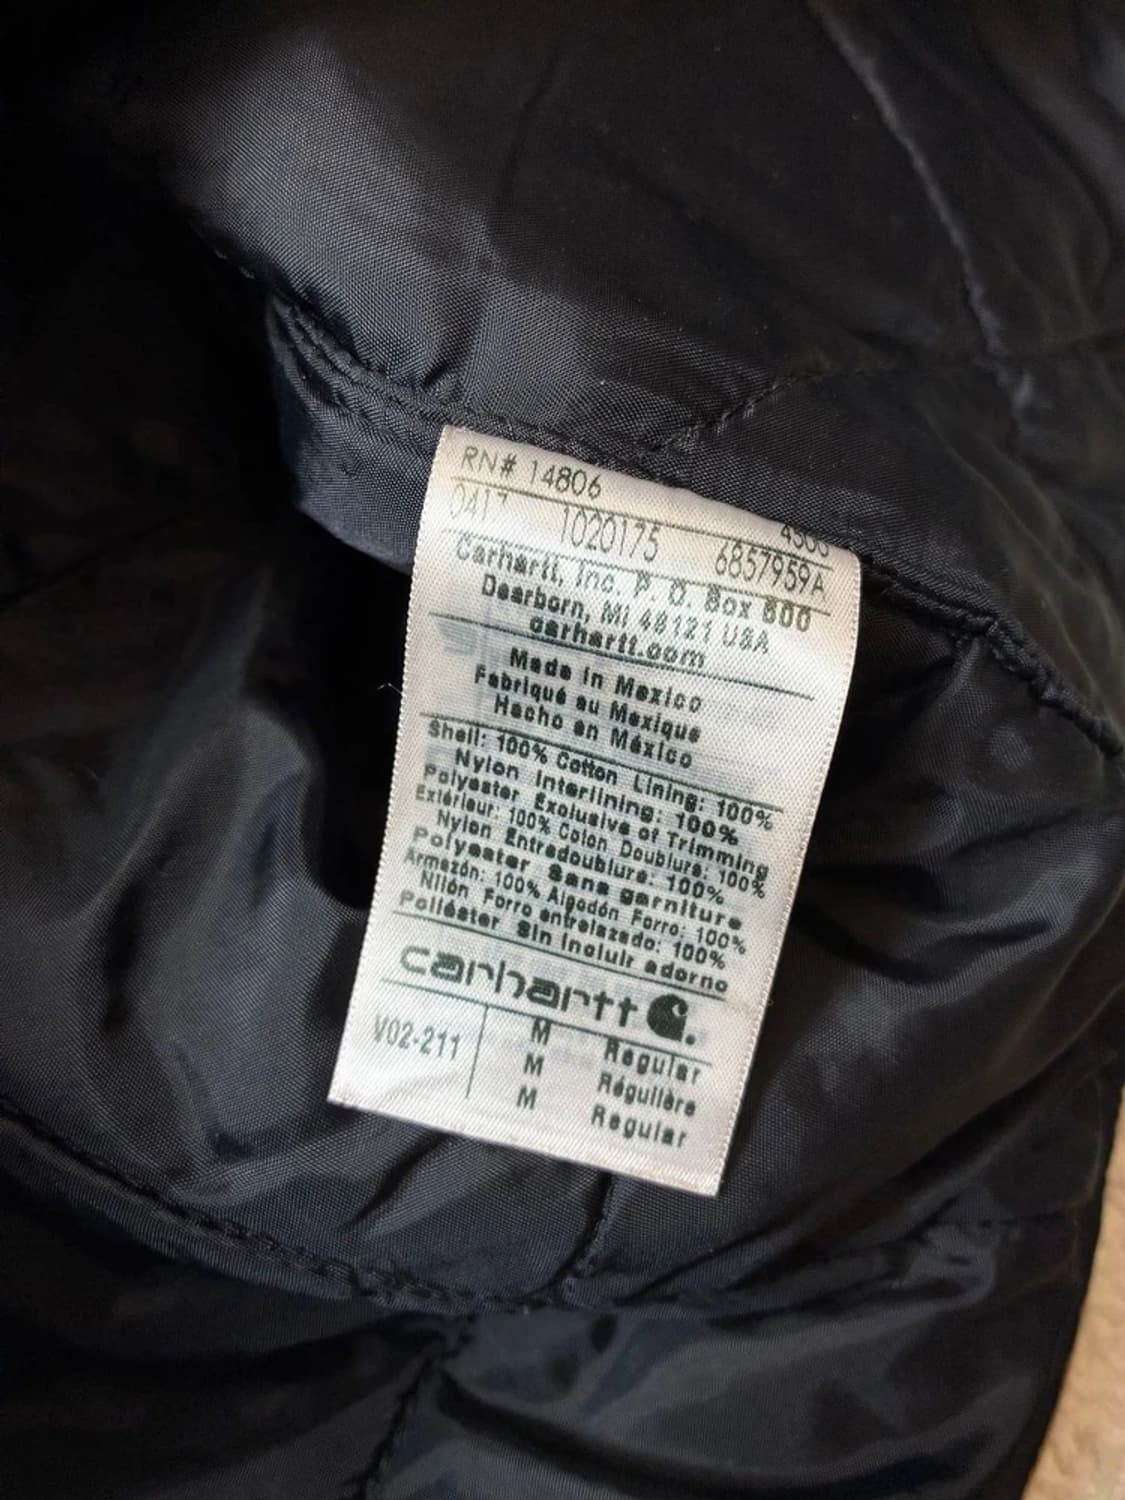 RN# 14806
0417 1020175 6857959A
Carhartt, Inc. P. O. Box 600
Dearborn, MI 48121 USA
carhartt.com
Made in Mexico
Fabriqué au Mexique
Hecho en México
Shell: 100% Cotton Lining: 100%
Nylon Interlining: 100%
Polyester Exclusive of Trimming
Extérieur: 100% Coton Doublure: 100%
Nylon Entredoublure: 100%
Polyester Sans garniture
Armazón: 100% Algodón Forro: 100%
Nilón Forro entrelazado: 100%
Poliéster Sin incluir adorno
carhartt
V02-211 M Regular
M Régulière
M Regular